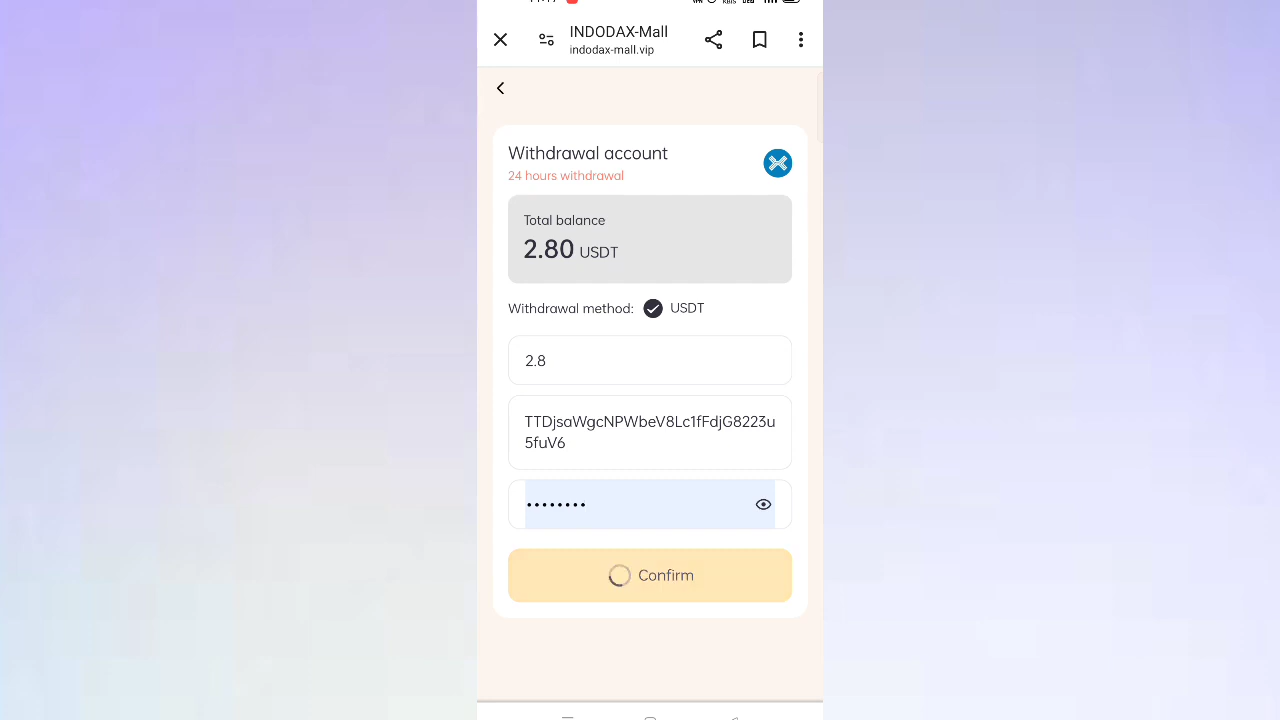 INDODAX-Mall
indodax-mall.vip
Withdrawal account
24 hours withdrawal
Total balance
2.80 USDT
Withdrawal method: USDT
2.8
TTDjsaWgcNPWbeV8Lc1fFdjG8223u
5fuV6
••••••••
Confirm